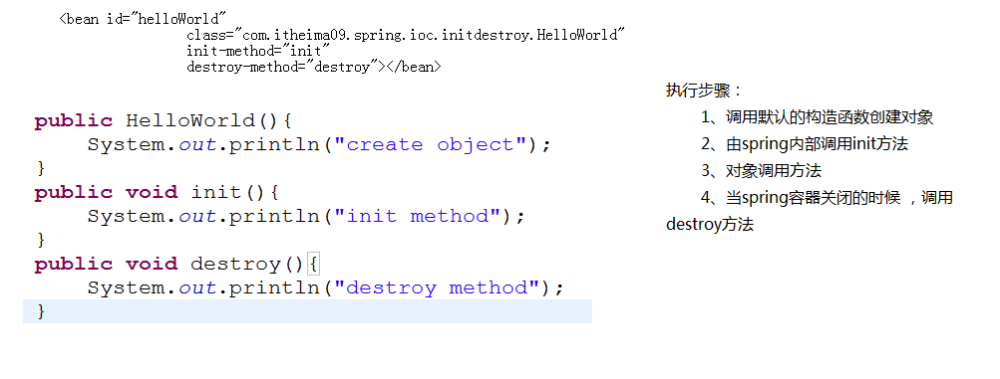 <bean id="helloWorld"
class="com.itheima09.spring.ioc.initdestroy.HelloWorld"
init-method="init"
destroy-method="destroy"></bean>
public HelloWorld(){
System.out.println("create object");
}
public void init(){
System.out.println("init method");
}
public void destroy(){
System.out.println("destroy method");
}
执行步骤：
1、调用默认的构造函数创建对象
2、由spring内部调用init方法
3、对象调用方法
4、当spring容器关闭的时候 ，调用
destroy方法